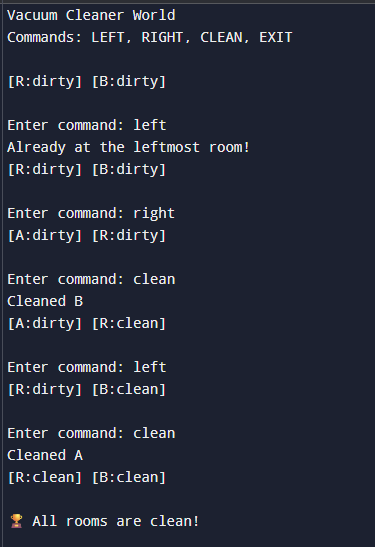 Vacuum Cleaner World
Commands: LEFT, RIGHT, CLEAN, EXIT
[R:dirty] [B:dirty]
Enter command: left
Already at the leftmost room!
[R:dirty] [B:dirty]
Enter command: right
[A:dirty] [R:dirty]
Enter command: clean
Cleaned B
[A:dirty] [R:clean]
Enter command: left
[R:dirty] [B:clean]
Enter command: clean
Cleaned A
[R:clean] [B:clean]
🏆 All rooms are clean!